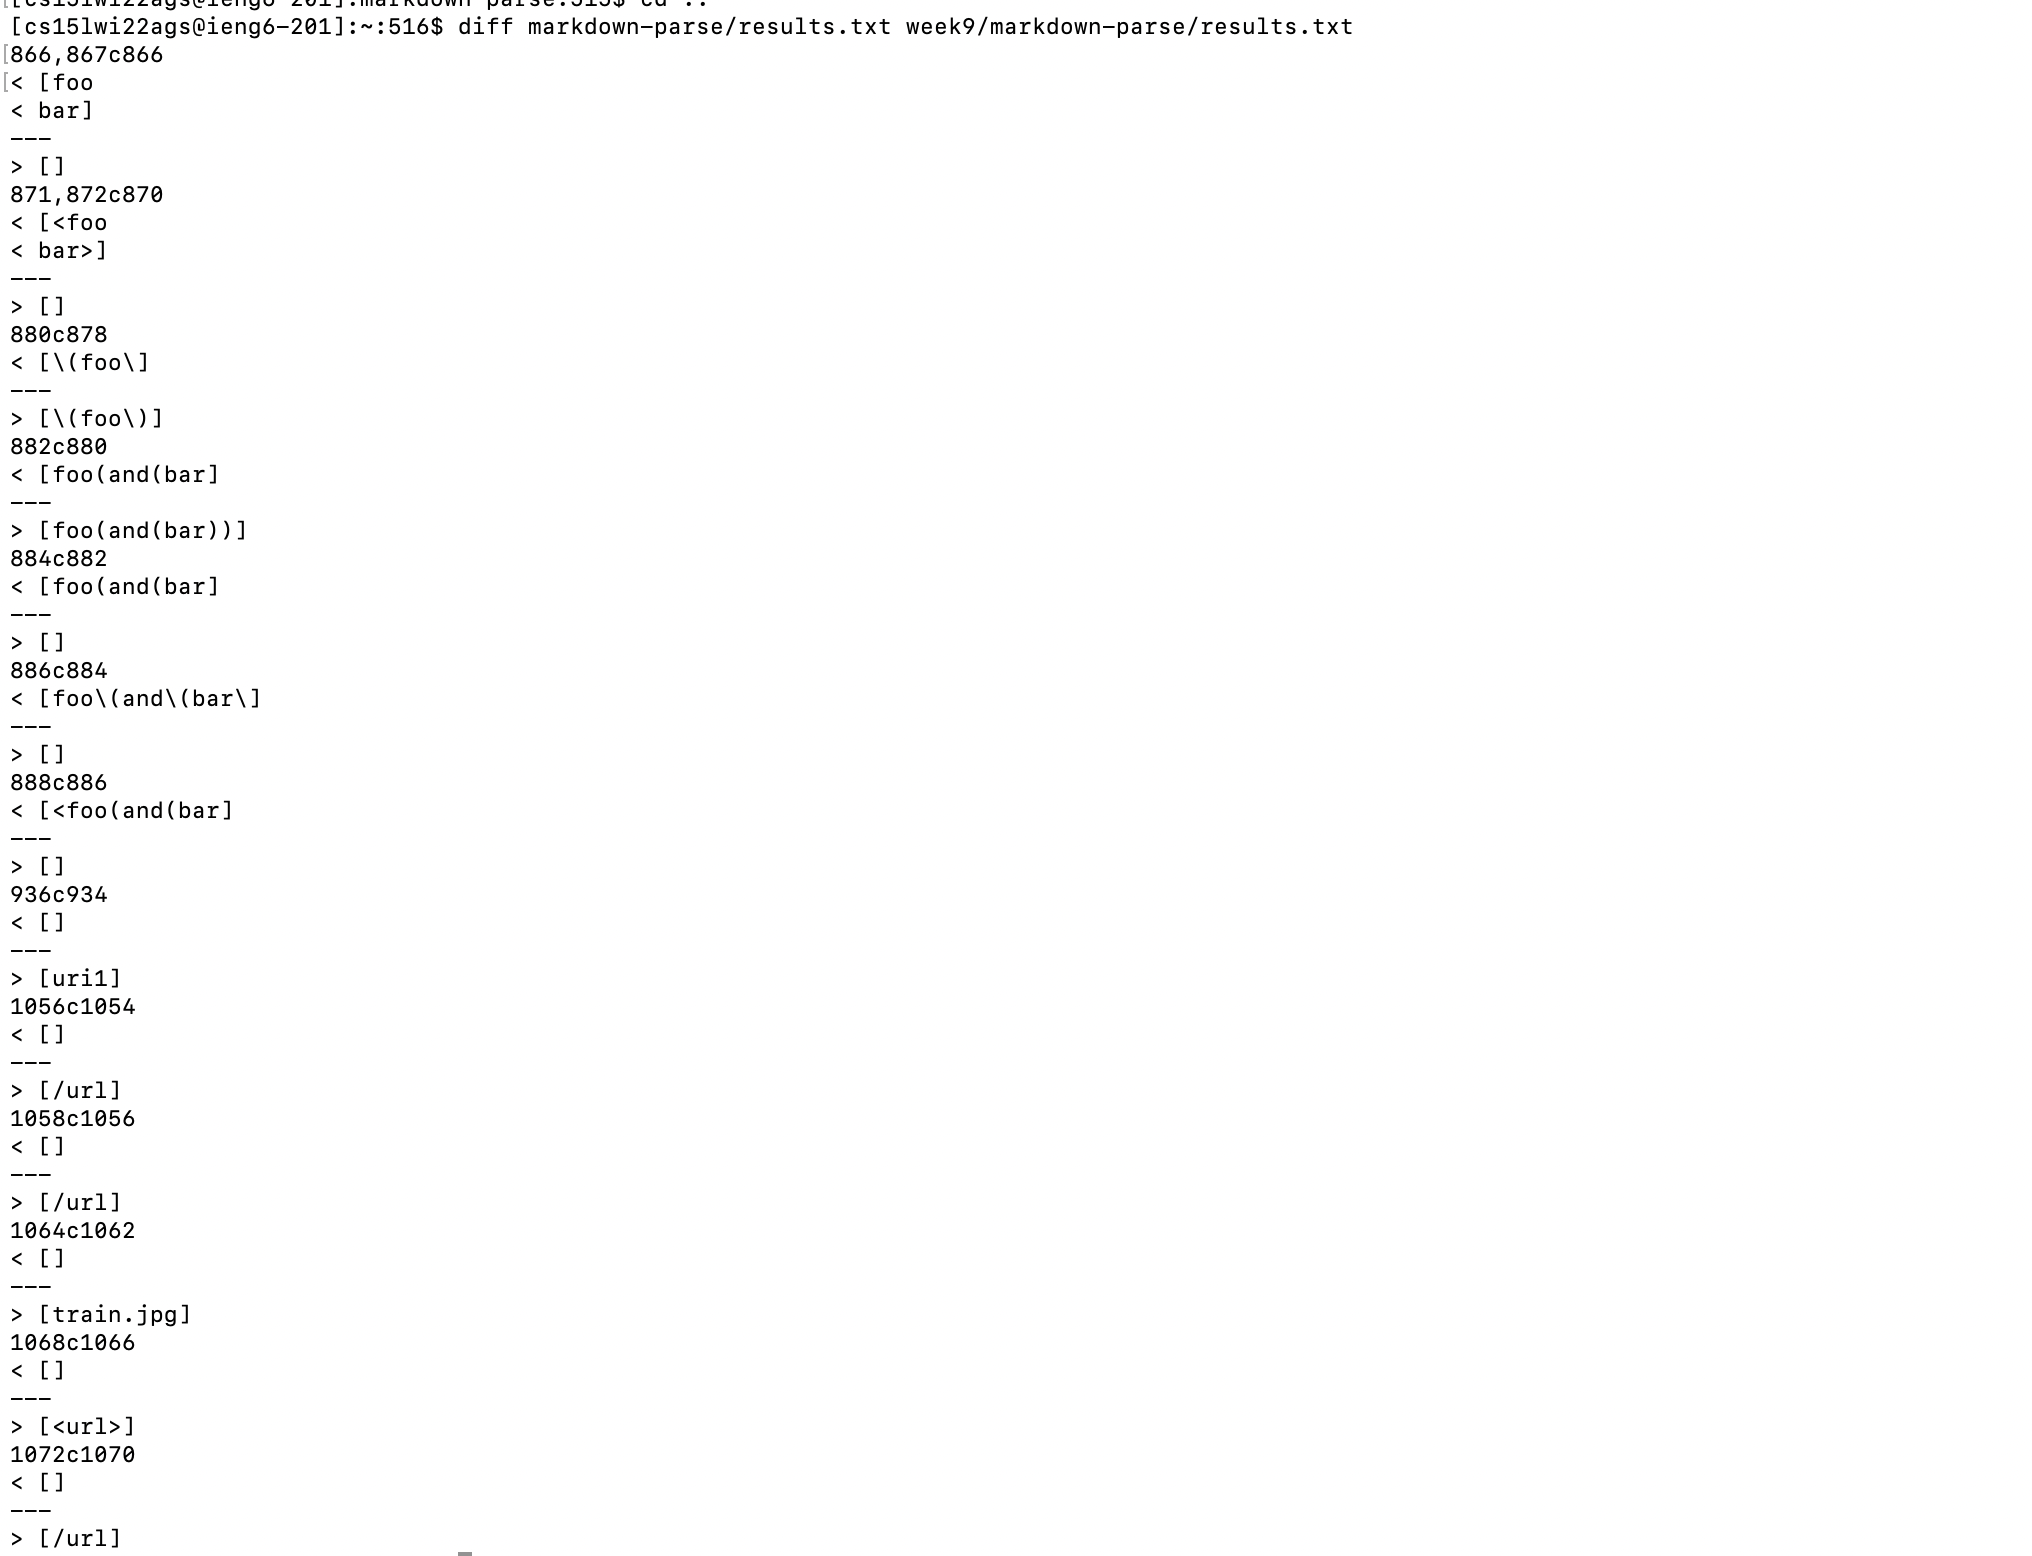 [[cs15lwi22ags@ieng6-201]:markdown-parse:515$ cd ..
[cs15lwi22ags@ieng6-201]:~:516$ diff markdown-parse/results.txt week9/markdown-parse/results.txt
[866,867c866
[< [foo
< bar]
---
> []
871,872c870
< [<foo
< bar>]
---
> []
880c878
< [\(foo\]
---
> [\(foo\)]
882c880
< [foo(and(bar]
---
> [foo(and(bar))]
884c882
< [foo(and(bar]
---
> []
886c884
< [foo\(and\(bar\]
---
> []
888c886
< [<foo(and(bar]
---
> []
936c934
< []
---
> [uri1]
1056c1054
< []
---
> [/url]
1058c1056
< []
---
> [/url]
1064c1062
< []
---
> [train.jpg]
1068c1066
< []
---
> [<url>]
1072c1070
< []
---
> [/url]